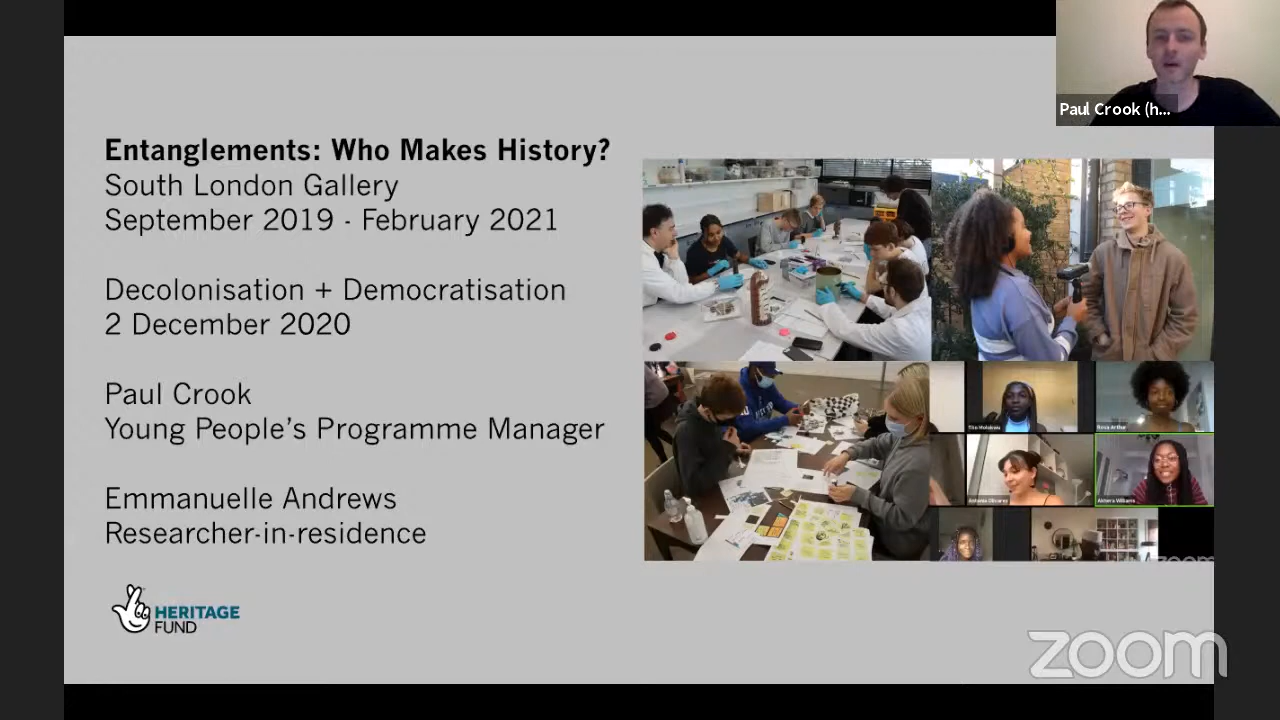 Paul Crook (h...
Entanglements: Who Makes History?
South London Gallery
September 2019 - February 2021
Decolonisation + Democratisation
2 December 2020
Paul Crook
Young People's Programme Manager
Emmanuelle Andrews
Researcher-in-residence
HERITAGE
FUND
zoom
zoom